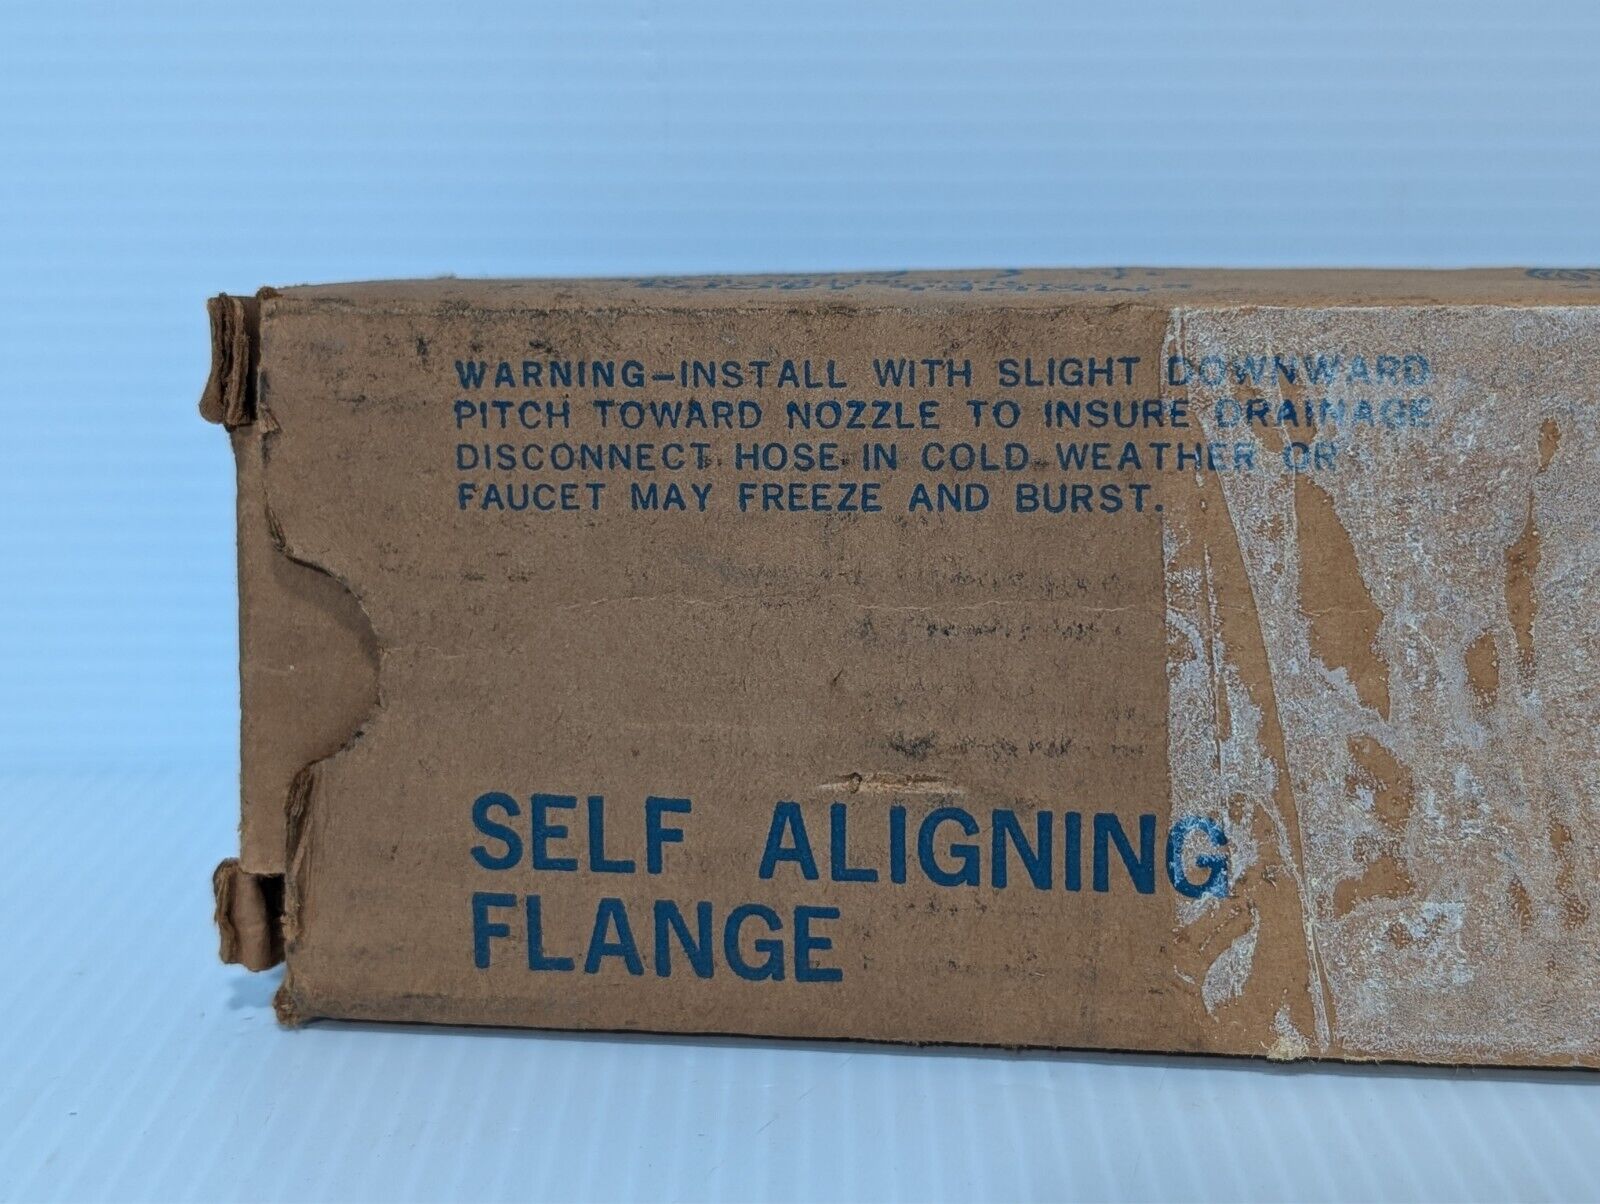 WARNING–INSTALL WITH SLIGHT DOWNWARD
PITCH TOWARD NOZZLE TO INSURE DRAINAGE
DISCONNECT HOSE IN COLD WEATHER OR
FAUCET MAY FREEZE AND BURST.
SELF ALIGNING
FLANGE